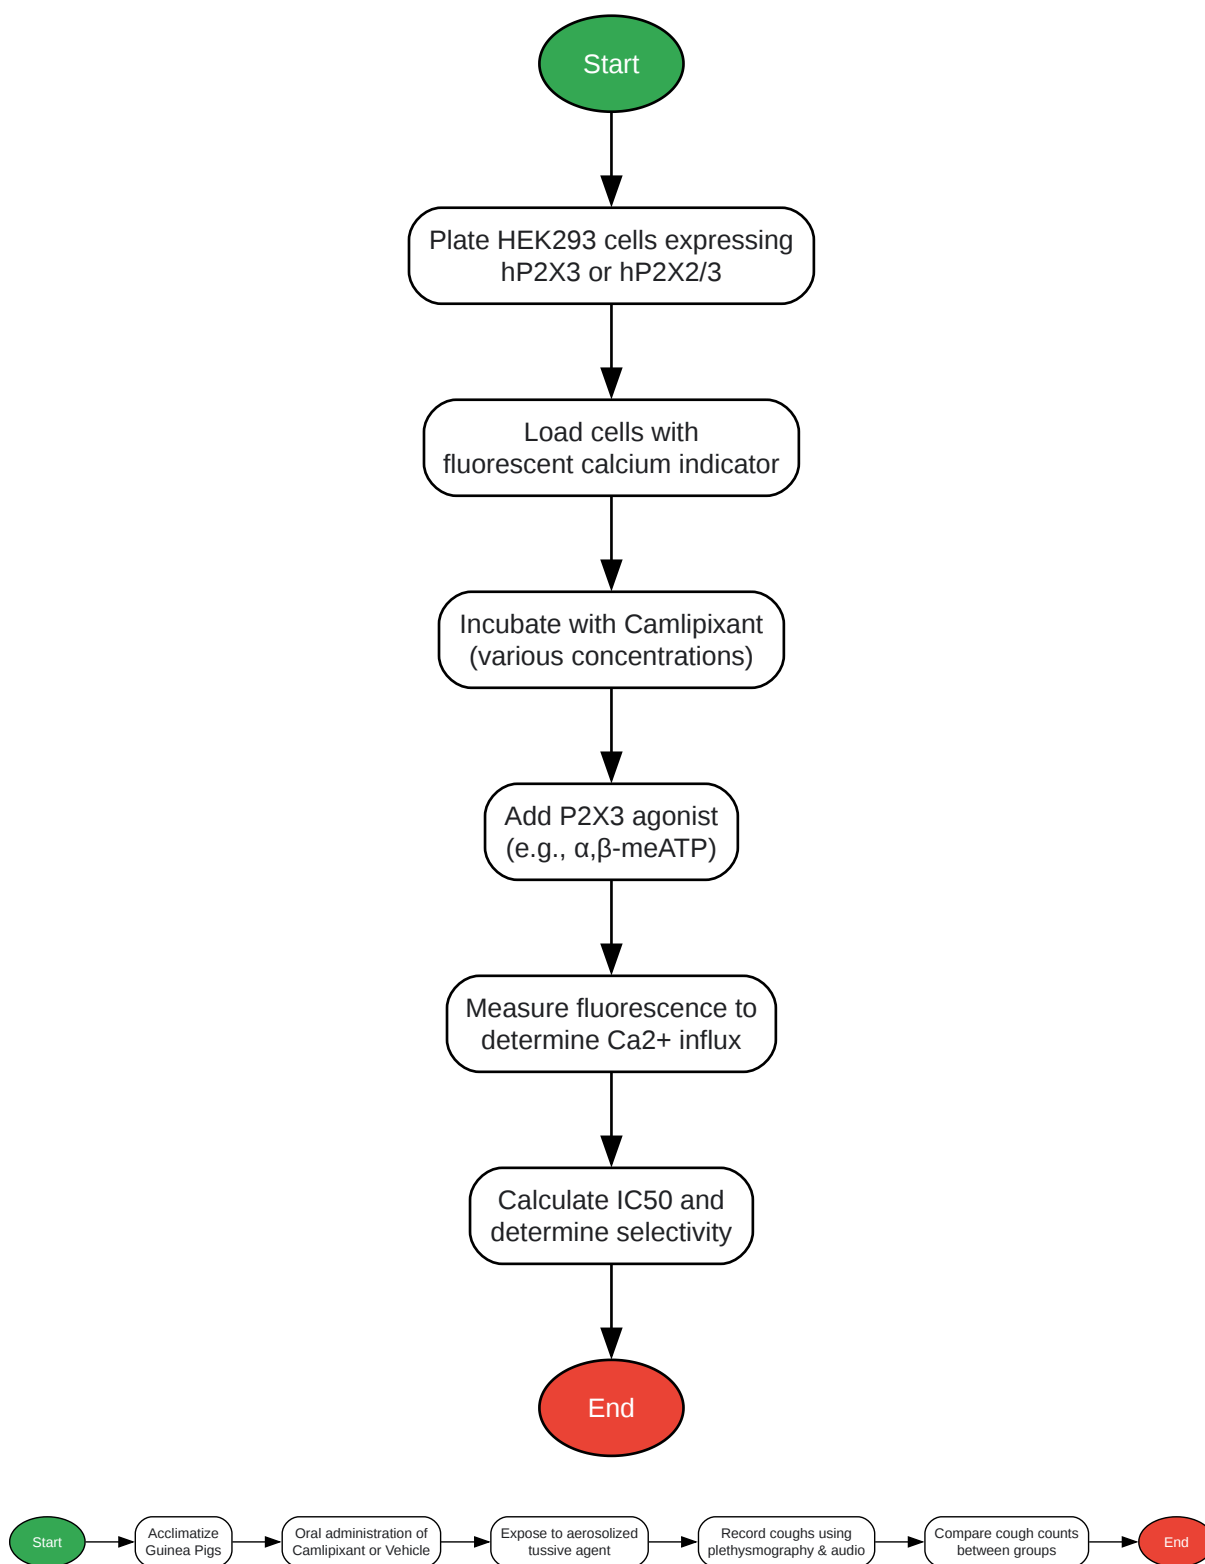 Start
Plate HEK293 cells expressing
hP2X3 or hP2X2/3
Load cells with
fluorescent calcium indicator
Incubate with Camlipixant
(various concentrations)
Add P2X3 agonist
(e.g., α,β-meATP)
Measure fluorescence to
determine Ca2+ influx
Calculate IC50 and
determine selectivity
End
Start
Acclimatize
Guinea Pigs
Oral administration of
Camlipixant or Vehicle
Expose to aerosolized
tussive agent
Record coughs using
plethysmography & audio
Compare cough counts
between groups
End